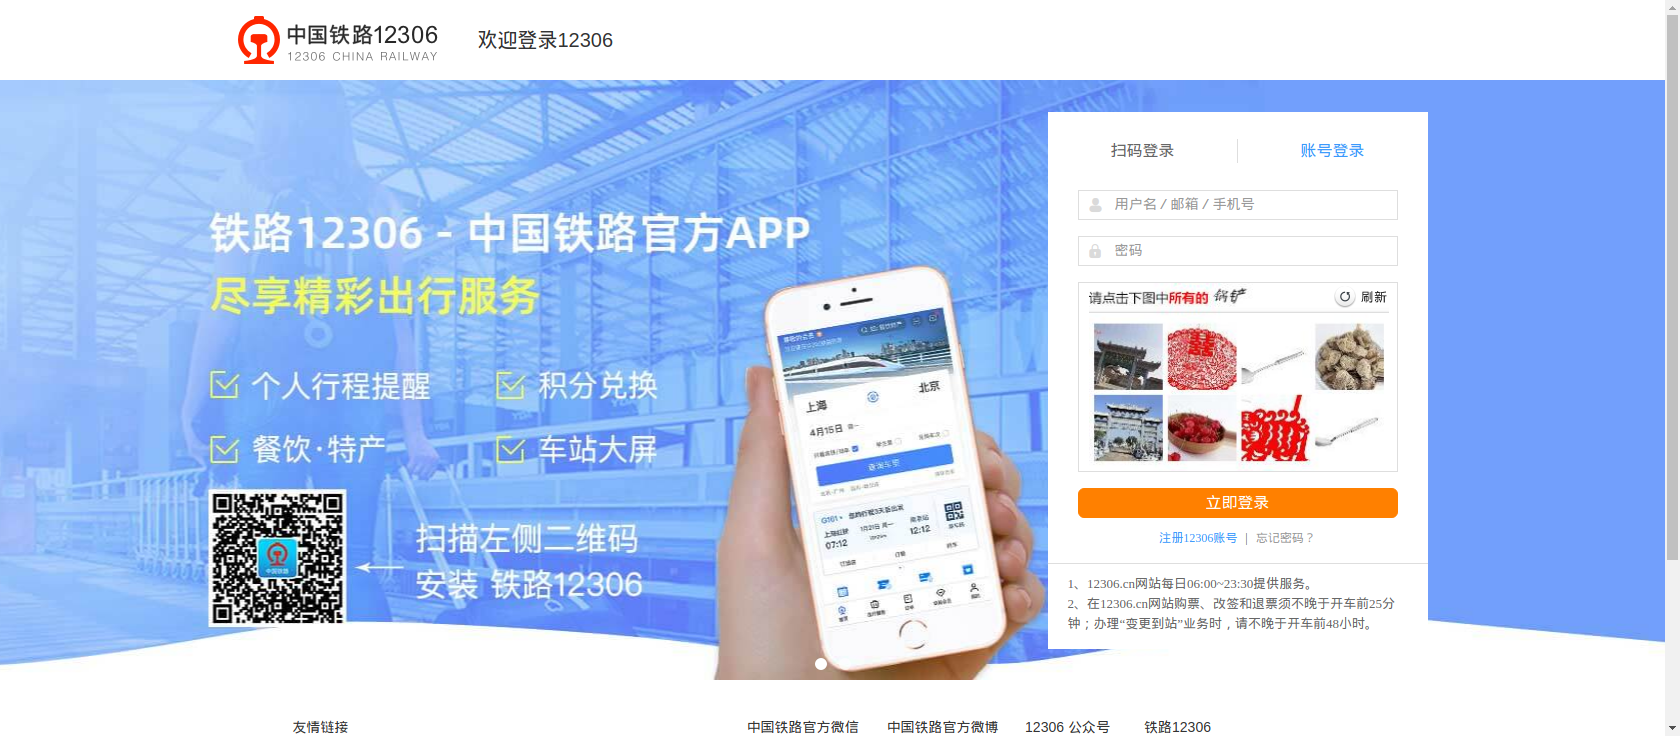 中国铁路12306
12306 CHINA RAILWAY
欢迎登录12306
铁路12306 - 中国铁路官方APP
尽享精彩出行服务
个人行程提醒
积分兑换
餐饮·特产
车站大屏
扫描左侧二维码
安装 铁路12306
上海
北京
4月15日
07:12
12:12
扫码登录
账号登录
用户名 / 邮箱 / 手机号
密码
请点击下图中所有的 锅铲
刷新
立即登录
注册12306账号 | 忘记密码？
1、12306.cn网站每日06:00~23:30提供服务。
2、在12306.cn网站购票、改签和退票须不晚于开车前25分
钟；办理“变更到站”业务时，请不晚于开车前48小时。
友情链接
中国铁路官方微信
中国铁路官方微博
12306 公众号
铁路12306